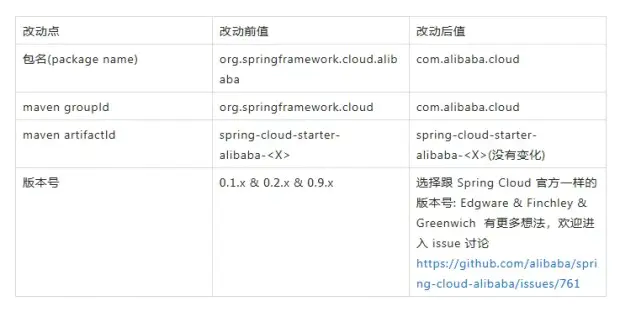 改动点 改动前值 改动后值
包名(package name) org.springframework.cloud.alib com.alibaba.cloud
aba
maven groupId org.springframework.cloud com.alibaba.cloud
maven artifactId spring-cloud-starter- spring-cloud-starter-
alibaba-<X> alibaba-<X>(没有变化)
版本号 0.1.x & 0.2.x & 0.9.x 选择跟 Spring Cloud 官方一样的
版本号: Edgware & Finchley &
Greenwich 有更多想法，欢迎进
入 issue 讨论
https://github.com/alibaba/spri
ng-cloud-alibaba/issues/761